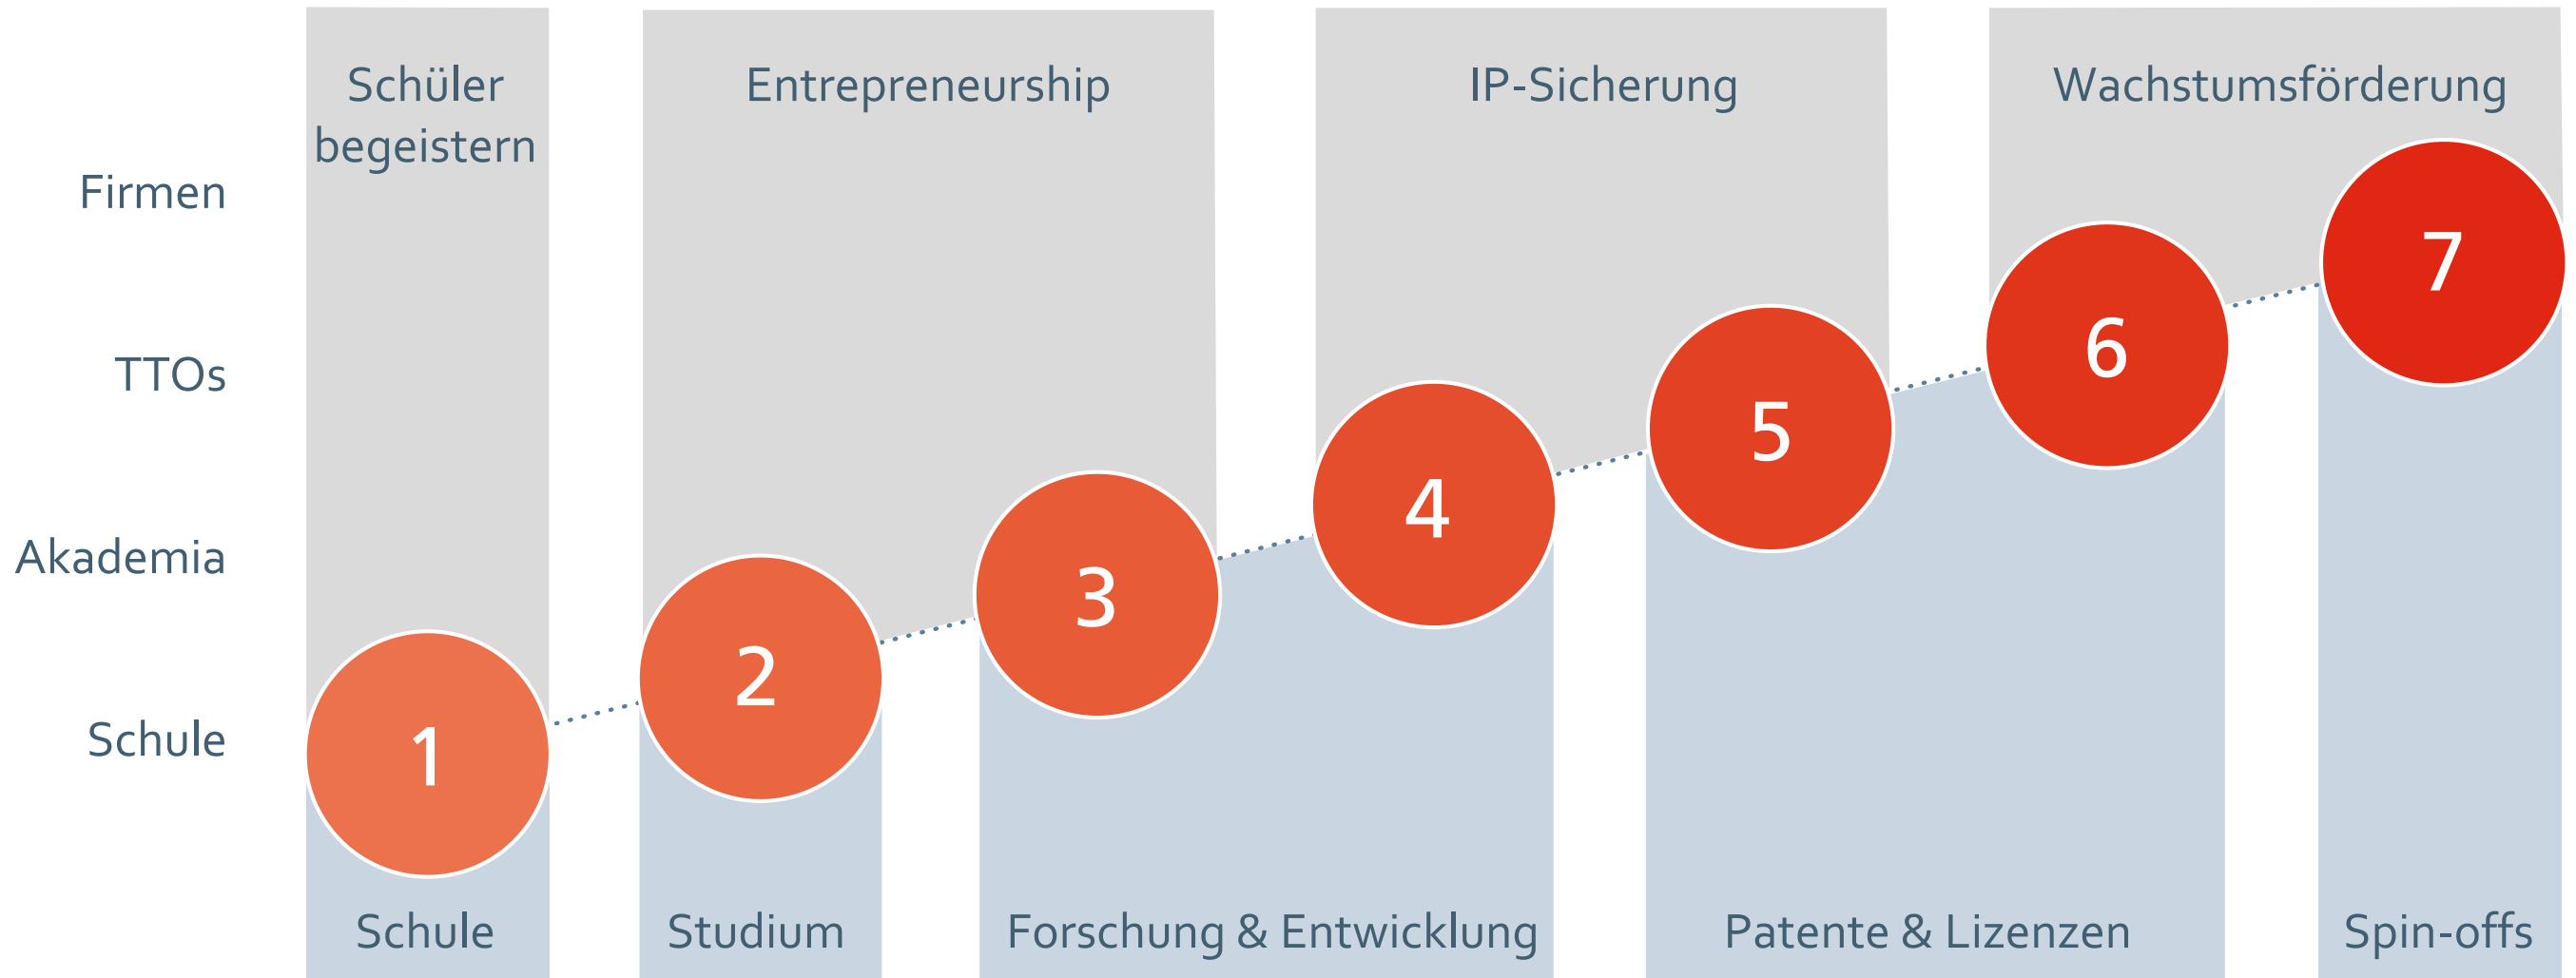 Schüler
begeistern
Entrepreneurship
IP-Sicherung
Wachstumsförderung
Firmen
TTOs
Akademia
Schule
1
2
3
4
5
6
7
Schule
Studium
Forschung & Entwicklung
Patente & Lizenzen
Spin-offs